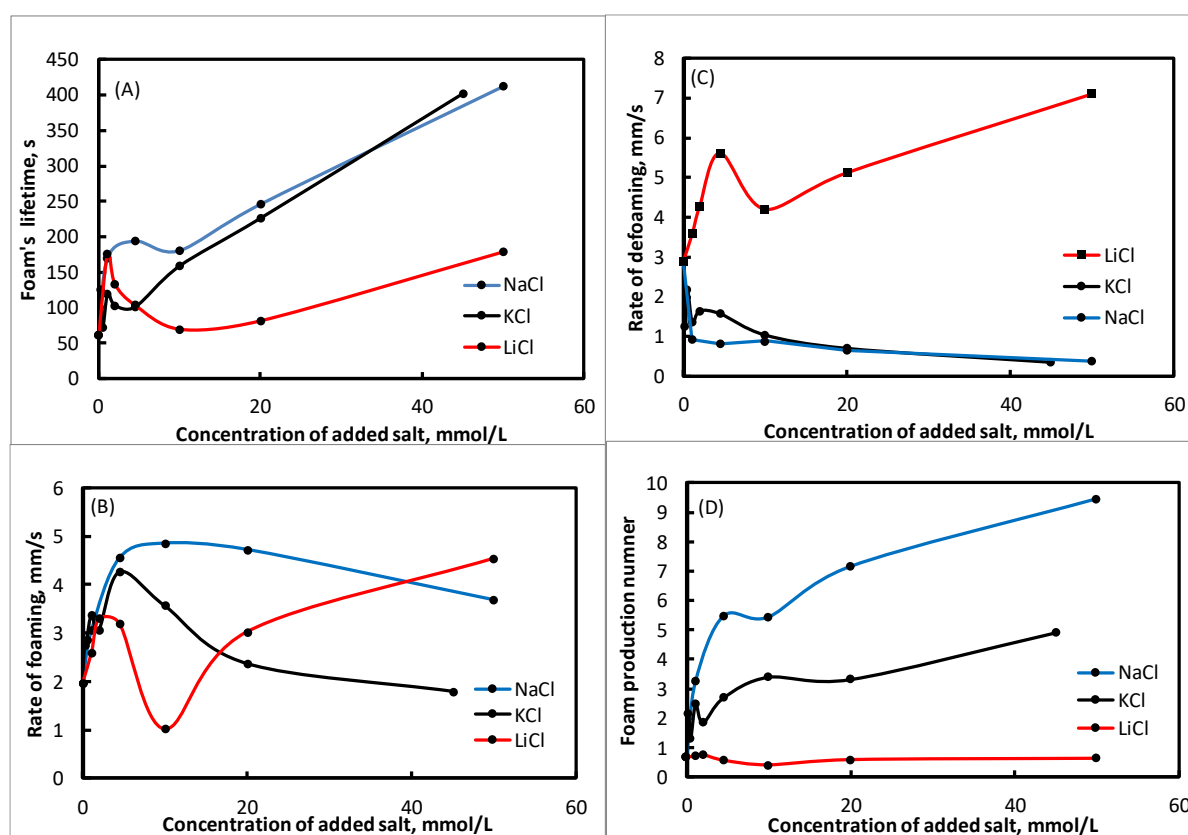 (A)
Foam's lifetime, s
450
400
350
300
250
200
150
100
50
0
0 20 40 60
Concentration of added salt, mmol/L
NaCl
KCl
LiCl
(C)
Rate of defoaming, mm/s
8
7
6
5
4
3
2
1
0
0 20 40 60
Concentration of added salt, mmol/L
LiCl
KCl
NaCl
(B)
Rate of foaming, mm/s
6
5
4
3
2
1
0
0 20 40 60
Concentration of added salt, mmol/L
NaCl
KCl
LiCl
(D)
Foam production numner
10
9
8
7
6
5
4
3
2
1
0
0 20 40 60
Concentration of added salt, mmol/L
NaCl
KCl
LiCl